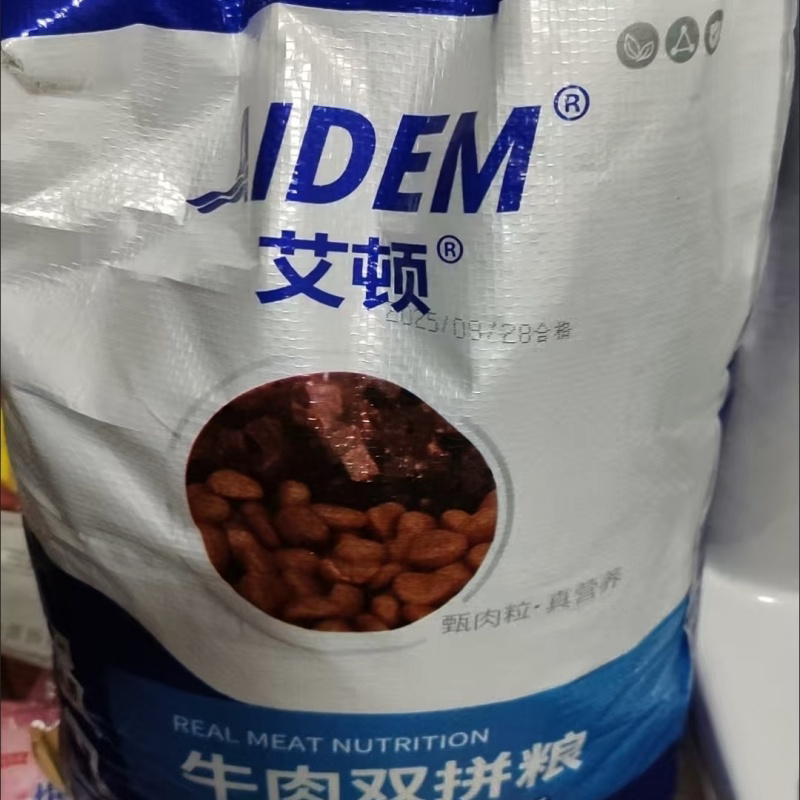 AIDEM®
艾顿®
2025/09/28合格
甄肉粒·真营养
REAL MEAT NUTRITION
牛肉双拼粮